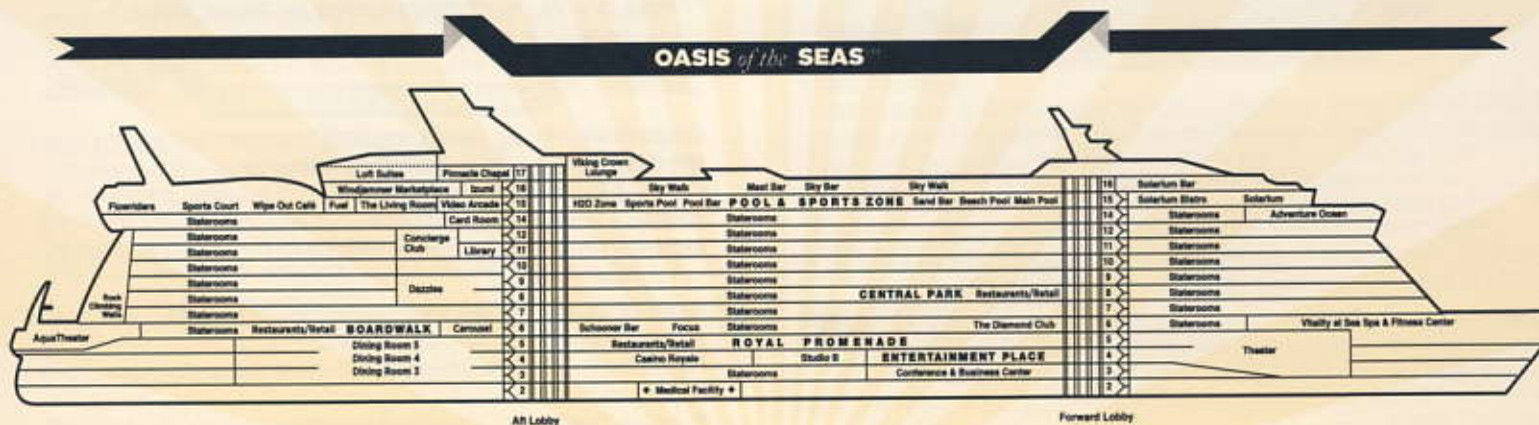 OASIS of the SEAS™
Viking Crown
Lounge
Loft Suites Pinnacle Chapel 17
Windjammer Marketplace Izumi 16 Sky Walk Mast Bar Sky Bar Sky Walk 16 Solarium Bar
Flowriders Sports Court Wipe Out Café Fuel The Living Room Video Arcade 15 H2O Zone Sports Pool Pool Bar POOL & SPORTS ZONE Sand Bar Beach Pool Main Pool 15 Solarium Bistro Solarium
Staterooms Card Room 14 Staterooms 14 Staterooms Adventure Ocean
Staterooms Concierge 12 Staterooms 12 Staterooms
Staterooms Club Library 11 Staterooms 11 Staterooms
Staterooms 10 Staterooms 10 Staterooms
Staterooms Dazzles 9 Staterooms 9 Staterooms
Staterooms 8 Staterooms CENTRAL PARK Restaurants/Retail 8 Staterooms
Rock
Climbing
Walls
Staterooms 7 Staterooms 7 Staterooms
AquaTheater Staterooms Restaurants/Retail BOARDWALK Carousel 6 Schooner Bar Focus Staterooms The Diamond Club 6 Staterooms Vitality at Sea Spa & Fitness Center
Dining Room 5 5 Restaurants/Retail ROYAL PROMENADE 5
Dining Room 4 4 Casino Royale Studio B ENTERTAINMENT PLACE 4 Theater
Dining Room 3 3 Staterooms Conference & Business Center 3
2 + Medical Facility + 2
Aft Lobby Forward Lobby